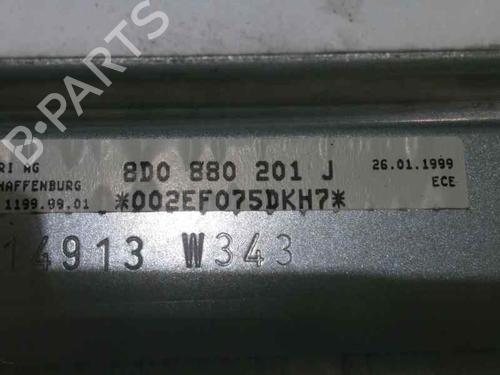 B-PARTS
RI AG
HAFFENBURG
1199.99.01
8D0 880 201 J
*002EF075DKH7*
26.01.1999
ECE
14913 W343